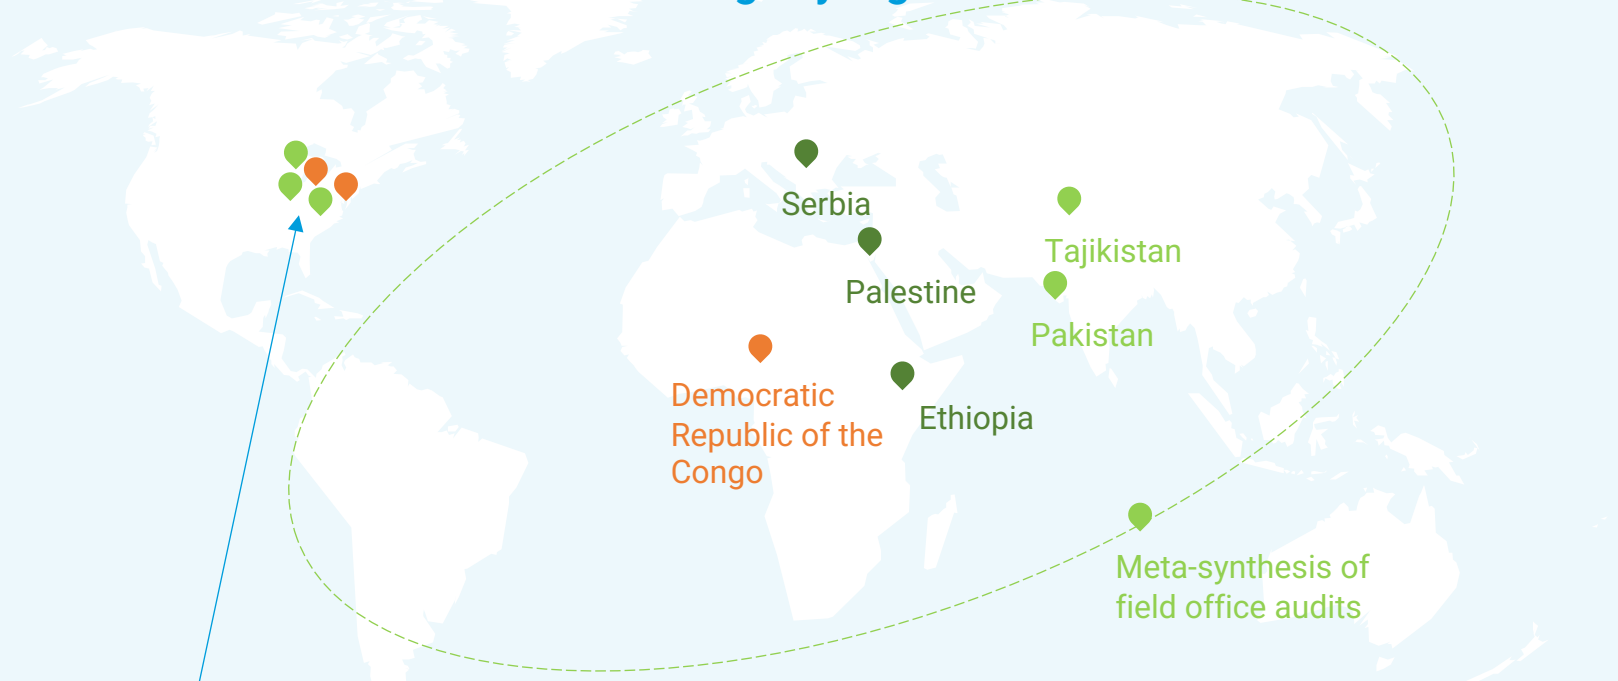 Serbia
Tajikistan
Palestine
Pakistan
Democratic
Republic of the
Congo
Ethiopia
Meta-synthesis of
field office audits